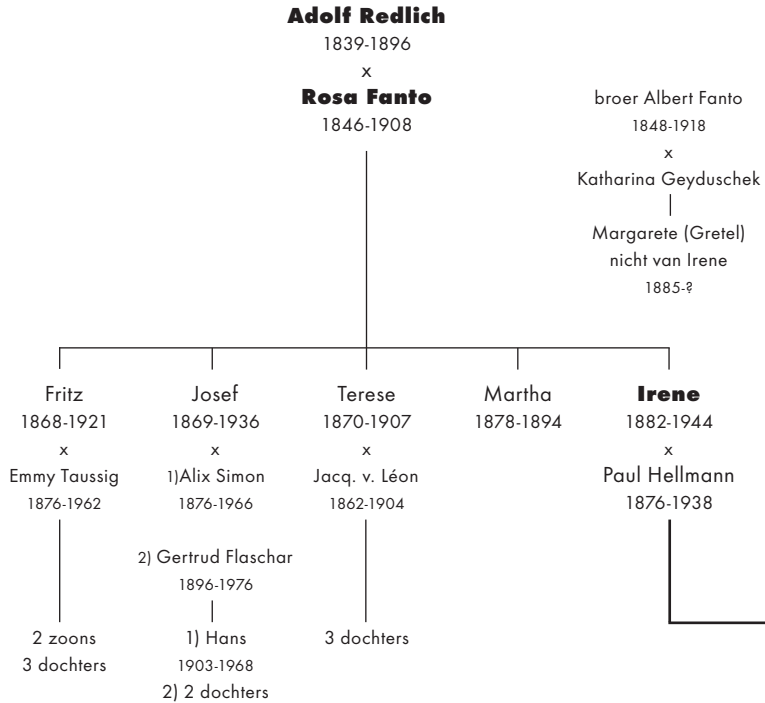 Adolf Redlich
1839-1896
x
Rosa Fanto
1846-1908
broer Albert Fanto
1848-1918
x
Katharina Geyduschek
Margarete (Gretel)
nicht van Irene
1885-?
Fritz
1868-1921
x
Emmy Taussig
1876-1962
2 zoons
3 dochters
Josef
1869-1936
x
1)Alix Simon
1876-1966
2) Gertrud Flaschar
1896-1976
1) Hans
1903-1968
2) 2 dochters
Terese
1870-1907
x
Jacq. v. Léon
1862-1904
3 dochters
Martha
1878-1894
Irene
1882-1944
x
Paul Hellmann
1876-1938